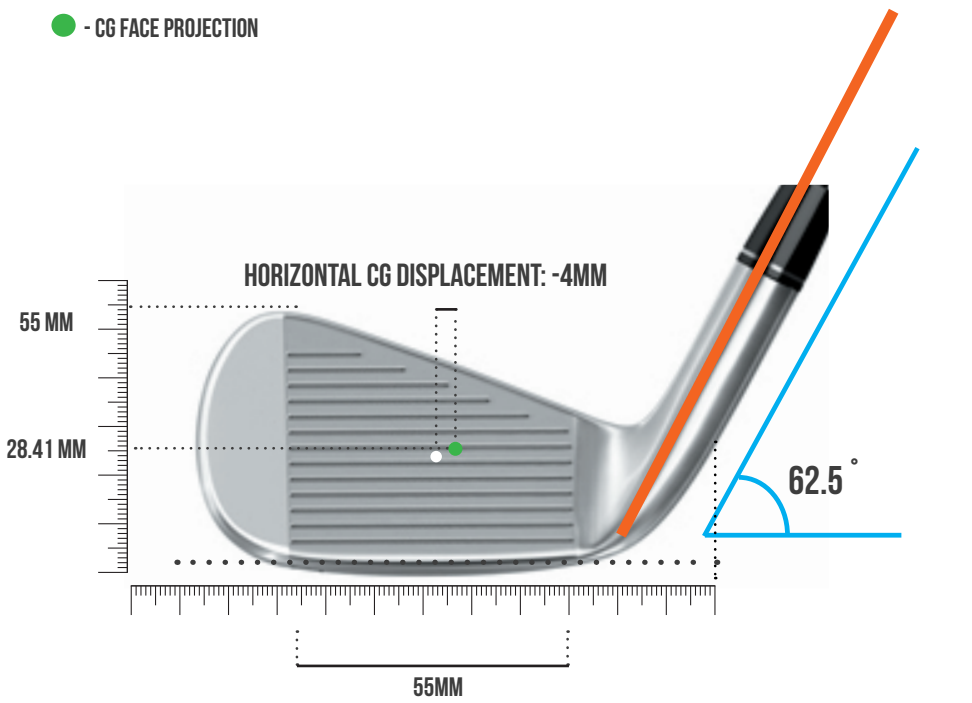 - CG FACE PROJECTION
HORIZONTAL CG DISPLACEMENT: -4MM
55 MM
28.41 MM
62.5°
55MM